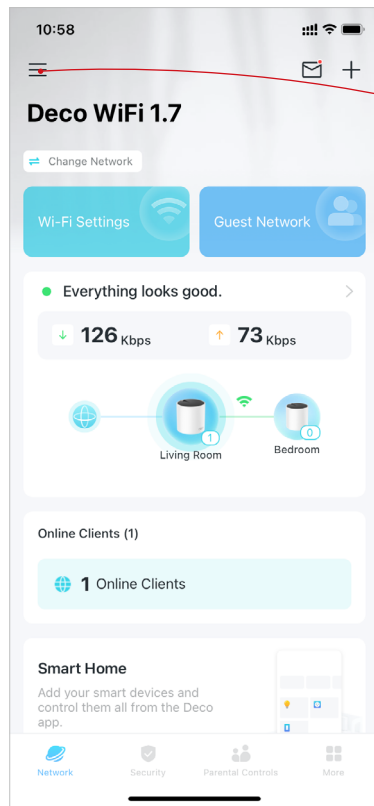 10:58
Deco WiFi 1.7
Change Network
Wi-Fi Settings
Guest Network
Everything looks good.
126 Kbps
73 Kbps
1
0
Living Room
Bedroom
Online Clients (1)
1 Online Clients
Smart Home
Add your smart devices and
control them all from the Deco
app.
Network
Security
Parental Controls
More